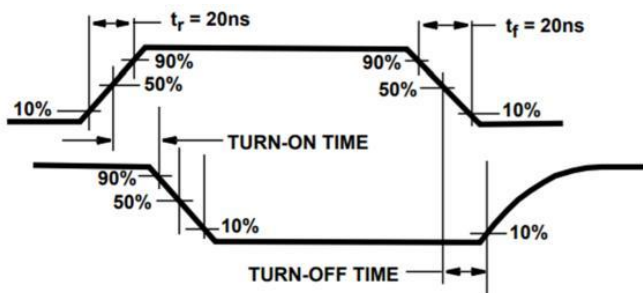 tr = 20ns
tf = 20ns
90%
90%
50%
50%
10%
10%
TURN-ON TIME
90%
50%
10%
10%
TURN-OFF TIME